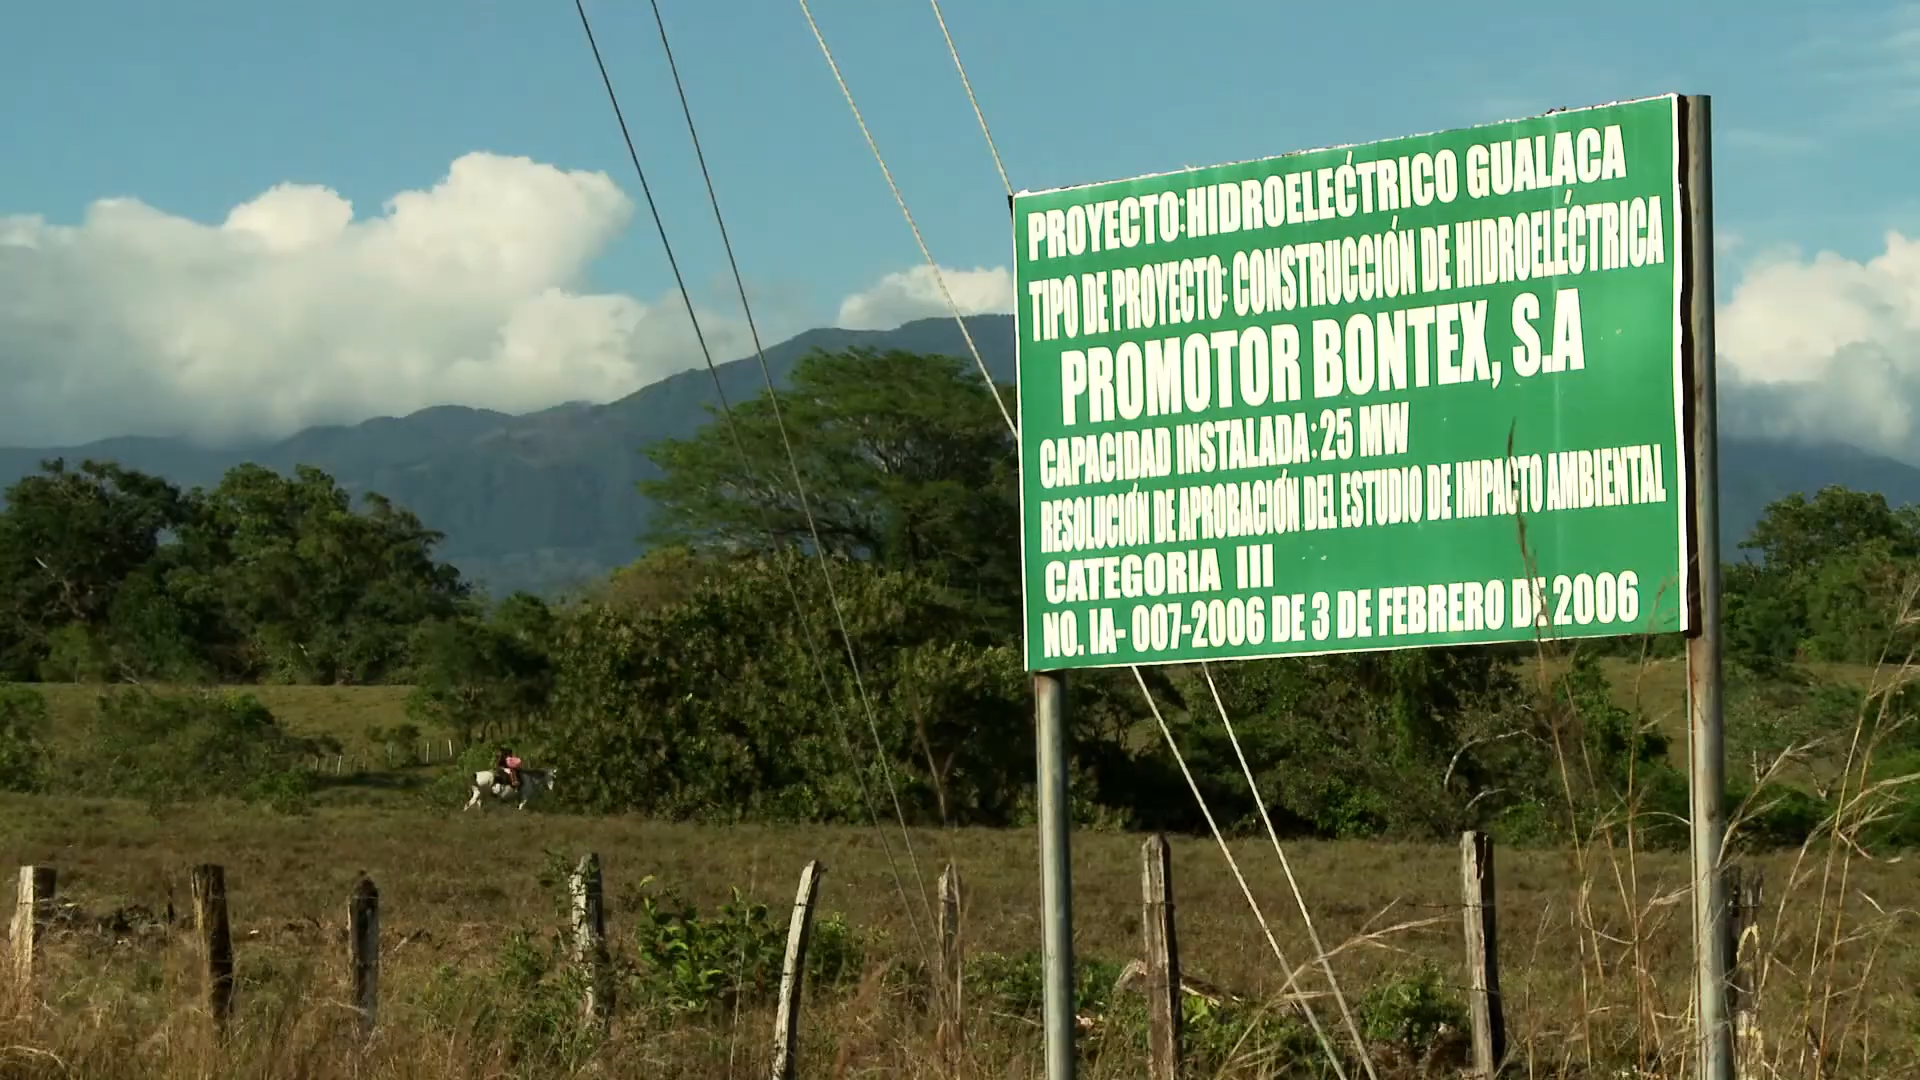 PROYECTO:HIDROELEĆTRICO GUALACA
TIPO DE PROYECTO: CONSTRUCCIÓN DE HIDROELÉCTRICA
PROMOTOR BONTEX, S.A
CAPACIDAD INSTALADA:25 MW
RESOLUCIÓN DE APROBACIÓN DEL ESTUDIO DE IMPACTO AMBIENTAL
CATEGORIA III
NO. IA- 007-2006 DE 3 DE FEBRERO DE 2006